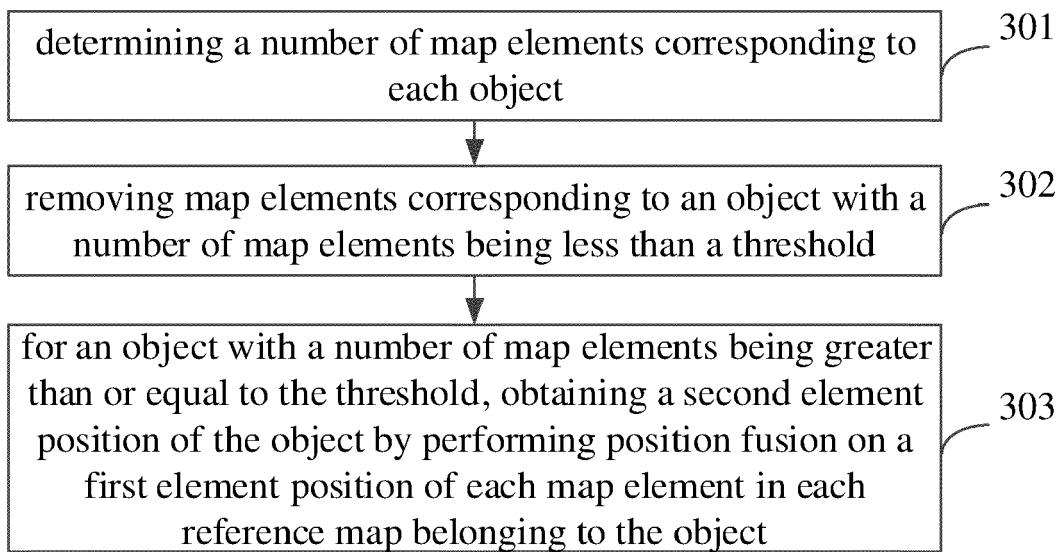 determining a number of map elements corresponding to
each object
301
removing map elements corresponding to an object with a
number of map elements being less than a threshold
302
for an object with a number of map elements being greater
than or equal to the threshold, obtaining a second element
position of the object by performing position fusion on a
first element position of each map element in each
reference map belonging to the object
303